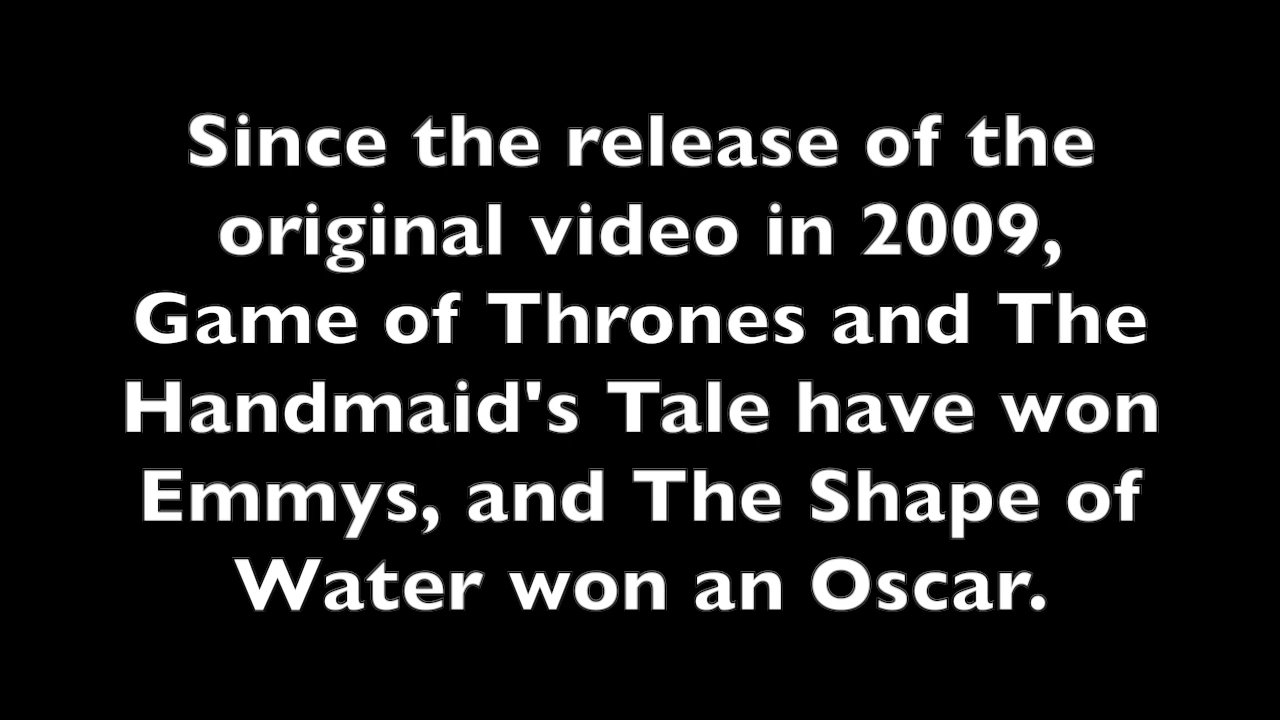 Since the release of the
original video in 2009,
Game of Thrones and The
Handmaid's Tale have won
Emmys, and The Shape of
Water won an Oscar.